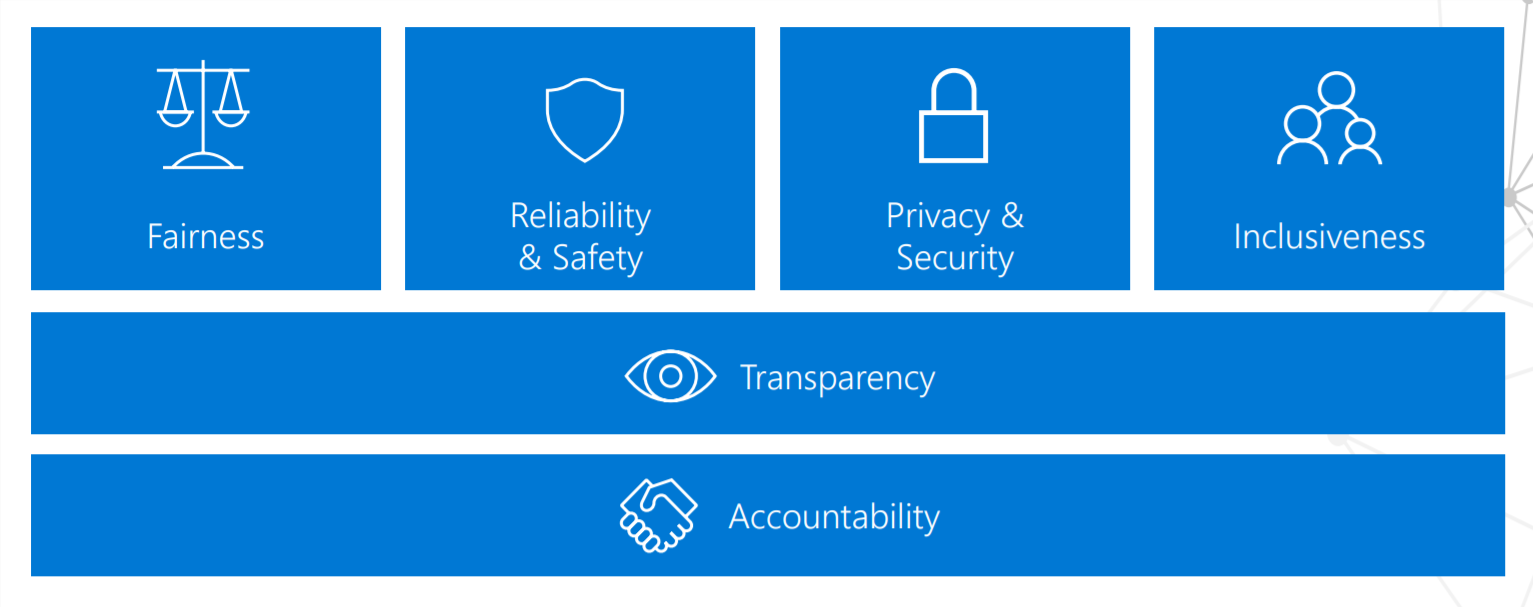 Fairness
Reliability
& Safety
Privacy &
Security
Inclusiveness
Transparency
Accountability